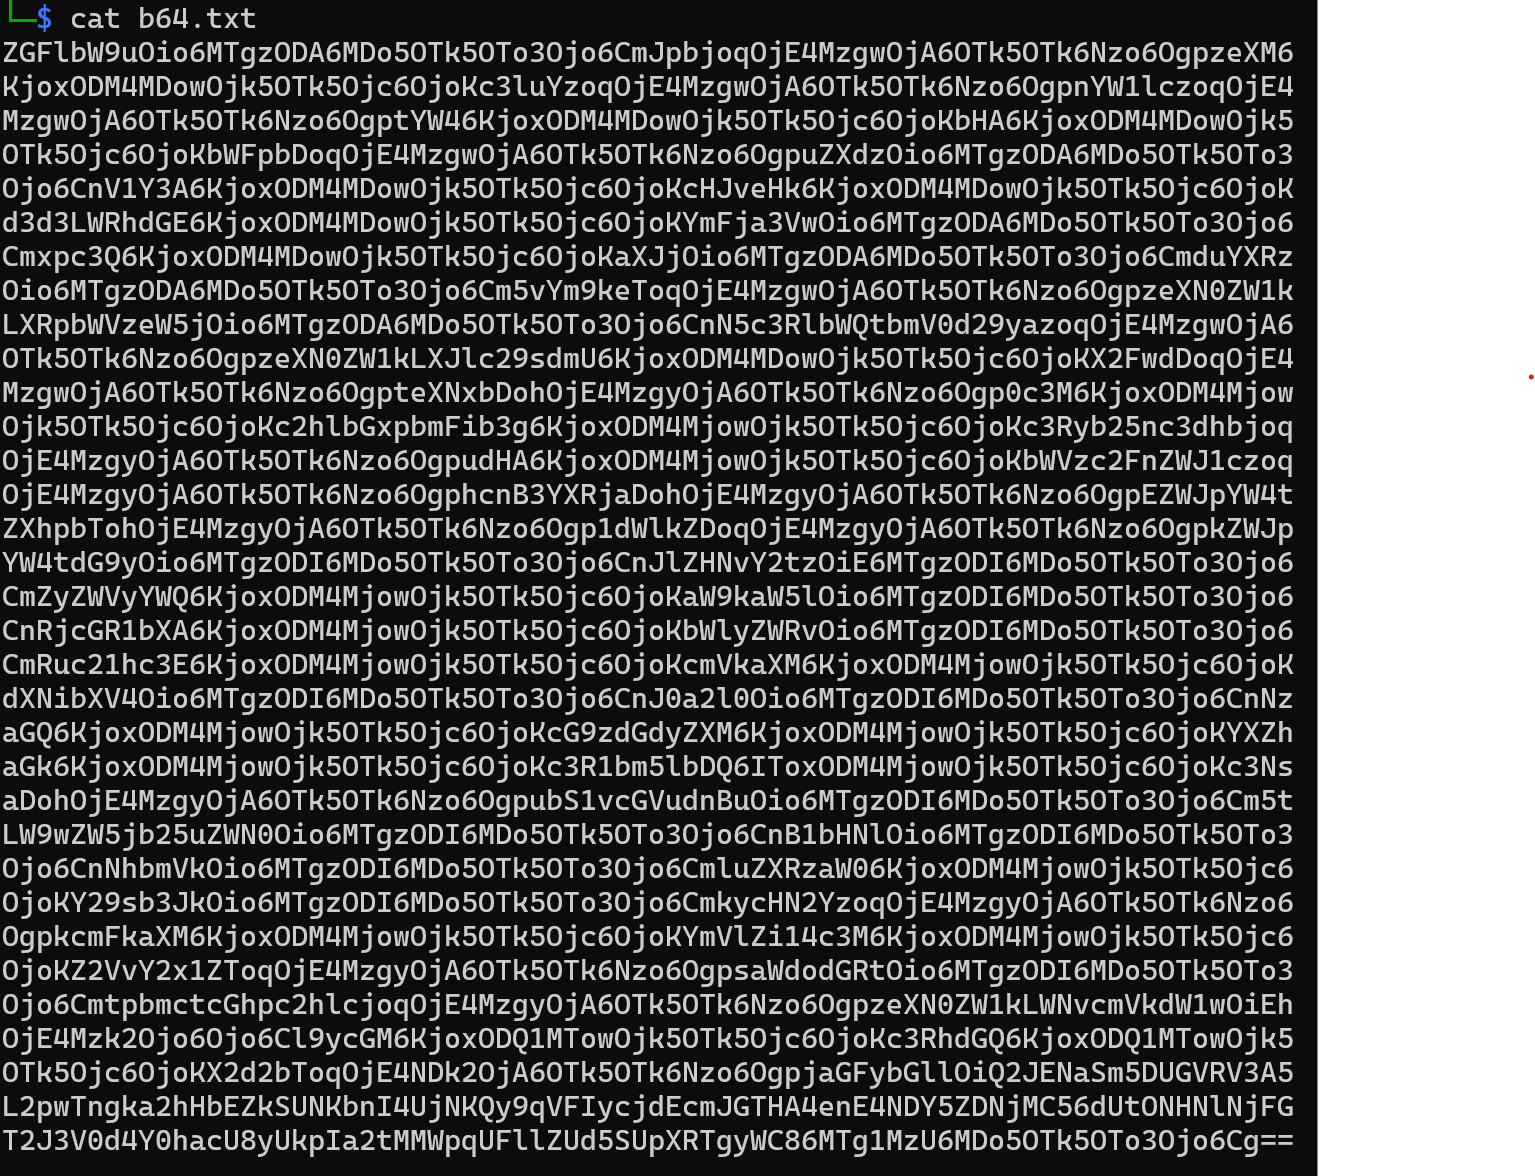 └─$ cat b64.txt
ZGFlbW9uOio6MTgzODA6MDo5OTk5OTo3Ojo6CmJpbjoqOjE4MzgwOjA6OTk5OTk6Nzo6OgpzeXM6
KjoxODM4MDowOjk5OTk5Ojc6OjoKc3luYzoqOjE4MzgwOjA6OTk5OTk6Nzo6OgpnYW1lczoqOjE4
MzgwOjA6OTk5OTk6Nzo6OgptYW46KjoxODM4MDowOjk5OTk5Ojc6OjoKbHA6KjoxODM4MDowOjk5
OTk5Ojc6OjoKbWFpbDoqOjE4MzgwOjA6OTk5OTk6Nzo6OgpuZXdzOio6MTgzODA6MDo5OTk5OTo3
Ojo6CnV1Y3A6KjoxODM4MDowOjk5OTk5Ojc6OjoKcHJveHk6KjoxODM4MDowOjk5OTk5Ojc6OjoK
d3d3LWRhdGE6KjoxODM4MDowOjk5OTk5Ojc6OjoKYmFja3VwOio6MTgzODA6MDo5OTk5OTo3Ojo6
Cmxpc3Q6KjoxODM4MDowOjk5OTk5Ojc6OjoKaXJjOio6MTgzODA6MDo5OTk5OTo3Ojo6CmduYXRz
Oio6MTgzODA6MDo5OTk5OTo3Ojo6Cm5vYm9keToqOjE4MzgwOjA6OTk5OTk6Nzo6OgpzeXN0ZW1k
LXRpbWVzeW5jOio6MTgzODA6MDo5OTk5OTo3Ojo6CnN5c3RlbWQtbmV0d29yazoqOjE4MzgwOjA6
OTk5OTk6Nzo6OgpzeXN0ZW1kLXJlc29sdmU6KjoxODM4MDowOjk5OTk5Ojc6OjoKX2FwdDoqOjE4
MzgwOjA6OTk5OTk6Nzo6OgpteXNxbDohOjE4MzgyOjA6OTk5OTk6Nzo6Ogp0c3M6KjoxODM4Mjow
Ojk5OTk5Ojc6OjoKc2hlbGxpbmFib3g6KjoxODM4MjowOjk5OTk5Ojc6OjoKc3Ryb25nc3dhbjoq
OjE4MzgyOjA6OTk5OTk6Nzo6OgpudHA6KjoxODM4MjowOjk5OTk5Ojc6OjoKbWVzc2FnZWJ1czoq
OjE4MzgyOjA6OTk5OTk6Nzo6OgphcnB3YXRjaDohOjE4MzgyOjA6OTk5OTk6Nzo6OgpEZWJpYW4t
ZXhpbTohOjE4MzgyOjA6OTk5OTk6Nzo6Ogp1dWlkZDoqOjE4MzgyOjA6OTk5OTk6Nzo6OgpkZWJp
YW4tdG9yOio6MTgzODI6MDo5OTk5OTo3Ojo6CnJlZHNvY2tzOiE6MTgzODI6MDo5OTk5OTo3Ojo6
CmZyZWVyYWQ6KjoxODM4MjowOjk5OTk5Ojc6OjoKaW9kaW5lOio6MTgzODI6MDo5OTk5OTo3Ojo6
CnRjcGR1bXA6KjoxODM4MjowOjk5OTk5Ojc6OjoKbWlyZWRvOio6MTgzODI6MDo5OTk5OTo3Ojo6
CmRuc21hc3E6KjoxODM4MjowOjk5OTk5Ojc6OjoKcmVkaXM6KjoxODM4MjowOjk5OTk5Ojc6OjoK
dXNibXV4Oio6MTgzODI6MDo5OTk5OTo3Ojo6CnJ0a2l0Oio6MTgzODI6MDo5OTk5OTo3Ojo6CnNz
aGQ6KjoxODM4MjowOjk5OTk5Ojc6OjoKcG9zdGdyZXM6KjoxODM4MjowOjk5OTk5Ojc6OjoKYXZh
aGk6KjoxODM4MjowOjk5OTk5Ojc6OjoKc3R1bm5lbDQ6IToxODM4MjowOjk5OTk5Ojc6OjoKc3Ns
aDohOjE4MzgyOjA6OTk5OTk6Nzo6OgpubS1vcGVudnBuOio6MTgzODI6MDo5OTk5OTo3Ojo6Cm5t
LW9wZW5jb25uZWN0Oio6MTgzODI6MDo5OTk5OTo3Ojo6CnB1bHNlOio6MTgzODI6MDo5OTk5OTo3
Ojo6CnNhbmVkOio6MTgzODI6MDo5OTk5OTo3Ojo6CmluZXRzaW06KjoxODM4MjowOjk5OTk5Ojc6
OjoKY29sb3JkOio6MTgzODI6MDo5OTk5OTo3Ojo6CmkycHN2YzoqOjE4MzgyOjA6OTk5OTk6Nzo6
OgpkcmFkaXM6KjoxODM4MjowOjk5OTk5Ojc6OjoKYmVlZi14c3M6KjoxODM4MjowOjk5OTk5Ojc6
OjoKZ2VvY2x1ZToqOjE4MzgyOjA6OTk5OTk6Nzo6OgpsaWdodGRtOio6MTgzODI6MDo5OTk5OTo3
Ojo6CmtpbmctcGhpc2hlcjoqOjE4MzgyOjA6OTk5OTk6Nzo6OgpzeXN0ZW1kLWNvcmVkdW1wOiEh
OjE4Mzk2Ojo6Ojo6Cl9ycGM6KjoxODQ1MTowOjk5OTk5Ojc6OjoKc3RhdGQ6KjoxODQ1MTowOjk5
OTk5Ojc6OjoKX2d2bToqOjE4NDk2OjA6OTk5OTk6Nzo6OgpjaGFybGllOiQ2JENaSm5DUGVRV3A5
L2pwTngka2hHbEZkSUNKbnI4UjNKQy9qVFIycjdEcmJGTHA4enE4NDY5ZDNjMC56dUtONHNlNjFG
T2J3V0d4Y0hacU8yUkpIa2tMMWpqUFllZUd5SUpXRTgyWC86MTg1MzU6MDo5OTk5OTo3Ojo6Cg==